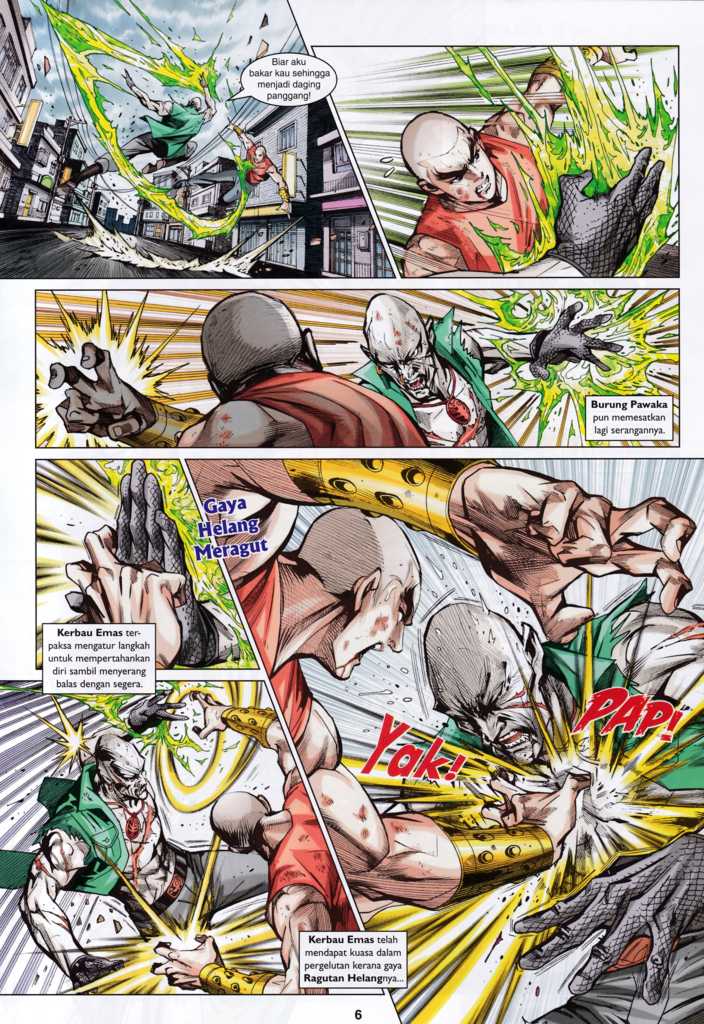 Biar aku
bakar kau sehingga
menjadi daging
panggang!
Burung Pawaka
pun memesatkan
lagi serangannya.
Gaya
Helang
Meragut
Kerbau Emas ter-
paksa mengatur langkah
untuk mempertahankan
diri sambil menyerang
balas dengan segera.
Yak!
PAP!
Kerbau Emas telah
mendapat kuasa dalam
pergelutan kerana gaya
Ragutan Helangnya...
6